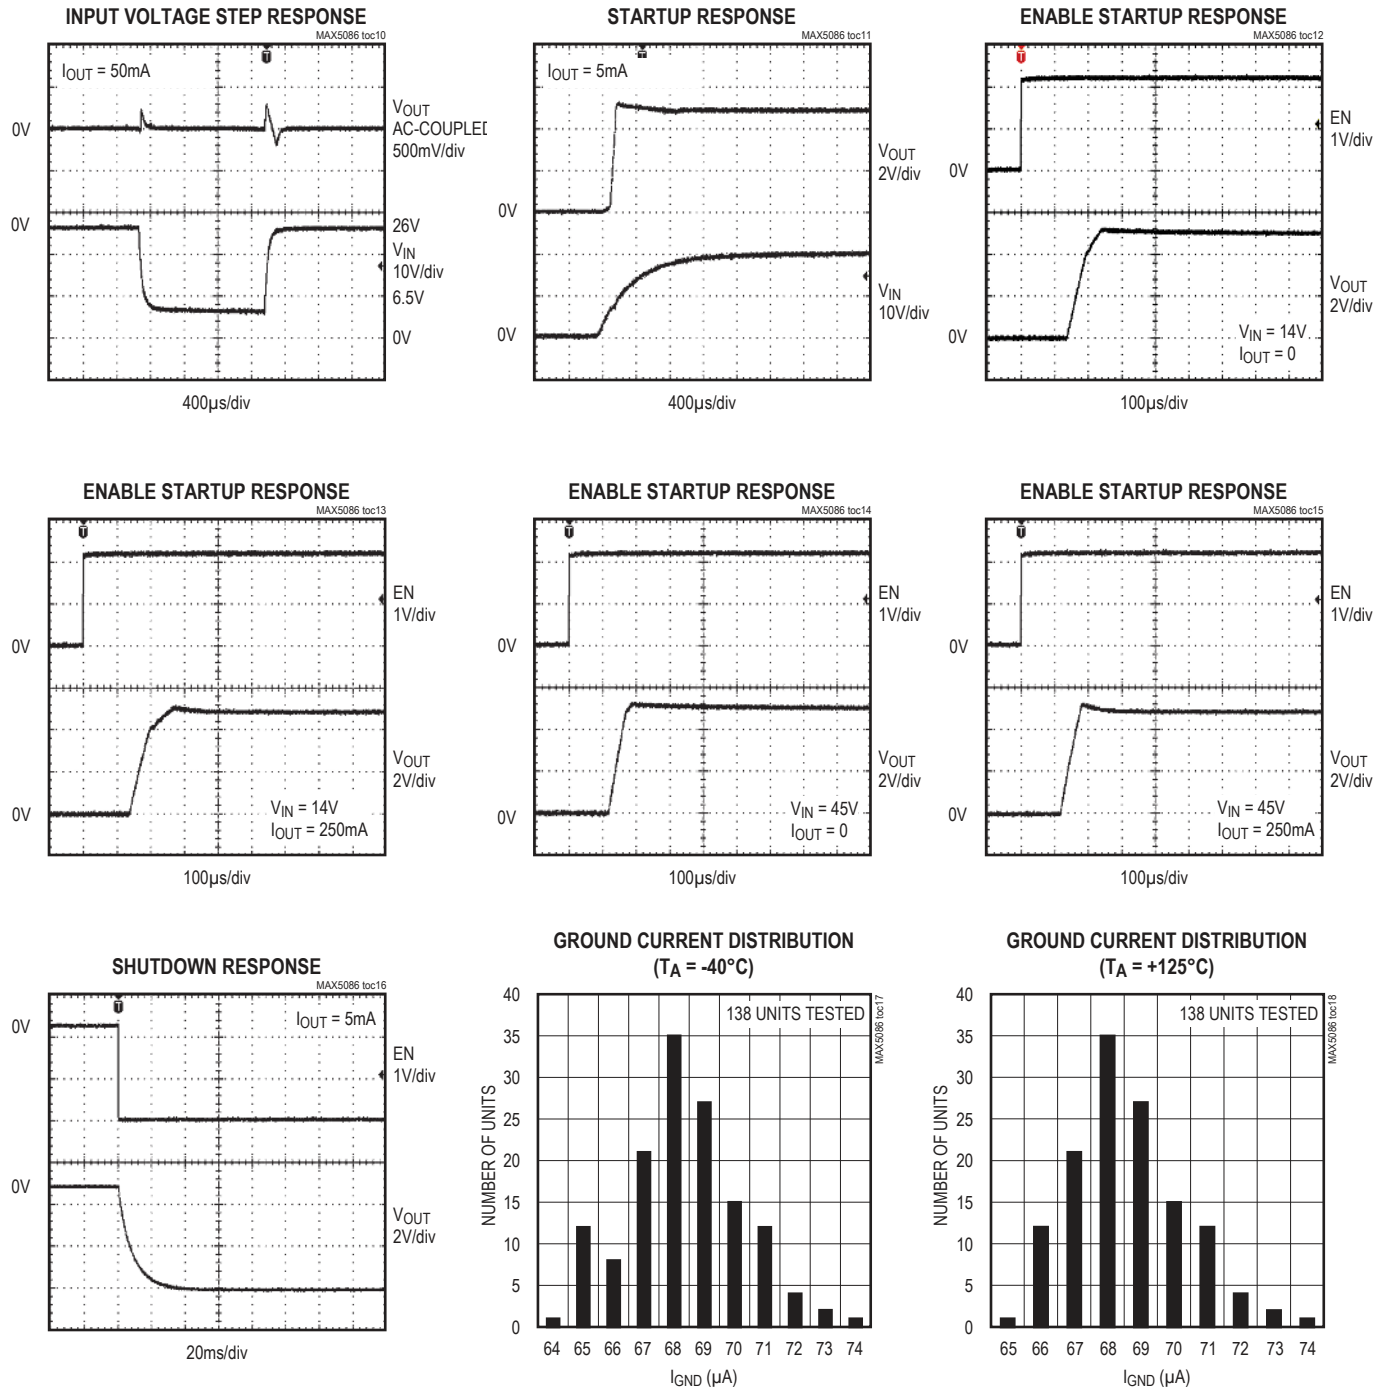 INPUT VOLTAGE STEP RESPONSE
MAX5086 toc10
T
IOUT = 50mA
0V
VOUT
AC-COUPLED
500mV/div
0V
26V
VIN
10V/div
6.5V
0V
400µs/div
STARTUP RESPONSE
MAX5086 toc11
T
IOUT = 5mA
VOUT
2V/div
0V
VIN
10V/div
0V
400µs/div
ENABLE STARTUP RESPONSE
MAX5086 toc12
T
EN
1V/div
0V
VOUT
2V/div
0V
VIN = 14V
IOUT = 0
100µs/div
ENABLE STARTUP RESPONSE
MAX5086 toc13
T
EN
1V/div
0V
VOUT
2V/div
0V
VIN = 14V
IOUT = 250mA
100µs/div
ENABLE STARTUP RESPONSE
MAX5086 toc14
T
EN
1V/div
0V
VOUT
2V/div
0V
VIN = 45V
IOUT = 0
100µs/div
ENABLE STARTUP RESPONSE
MAX5086 toc15
T
EN
1V/div
0V
VOUT
2V/div
0V
VIN = 45V
IOUT = 250mA
100µs/div
SHUTDOWN RESPONSE
MAX5086 toc16
T
IOUT = 5mA
0V
EN
1V/div
0V
VOUT
2V/div
20ms/div
GROUND CURRENT DISTRIBUTION
(TA = -40°C)
MAX5086 toc17
138 UNITS TESTED
NUMBER OF UNITS
40
35
30
25
20
15
10
5
0
64 65 66 67 68 69 70 71 72 73 74
IGND (µA)
GROUND CURRENT DISTRIBUTION
(TA = +125°C)
MAX5086 toc18
138 UNITS TESTED
NUMBER OF UNITS
40
35
30
25
20
15
10
5
0
65 66 67 68 69 70 71 72 73 74
IGND (µA)